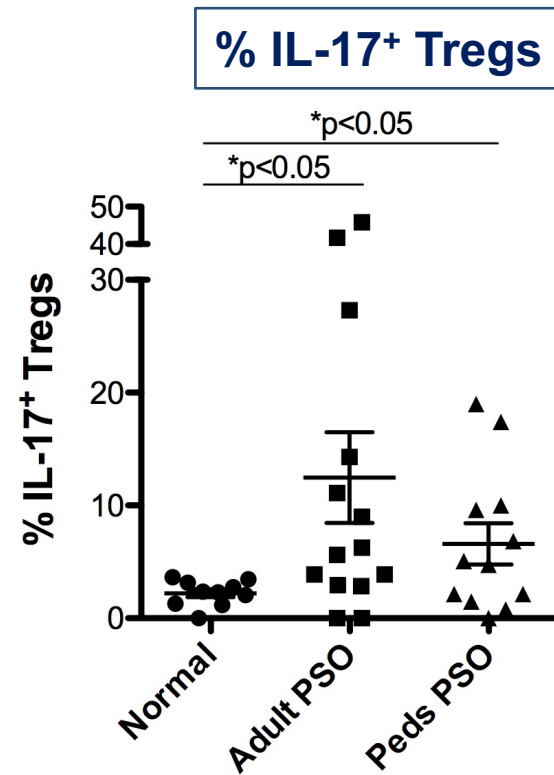 % IL-17⁺ Tregs
*p<0.05
*p<0.05
50
40
30
20
10
0
% IL-17⁺ Tregs
Normal
Adult PSO
Peds PSO